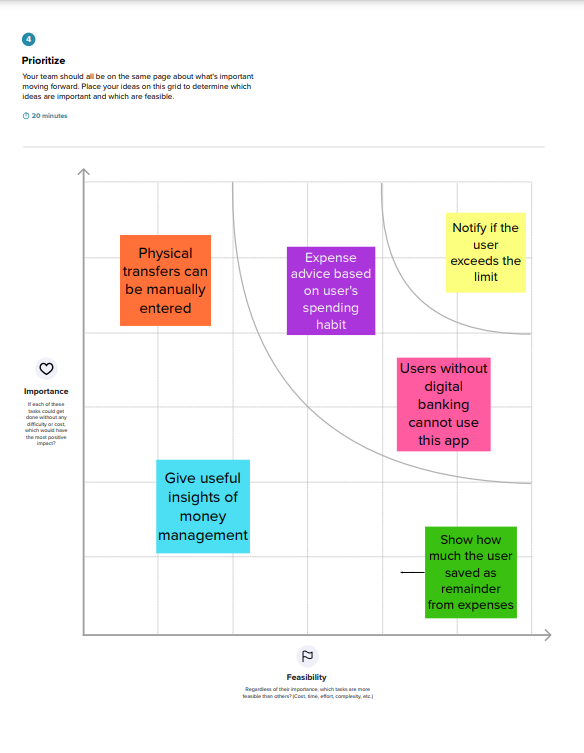 4
Prioritize
Your team should all be on the same page about what's important
moving forward. Place your ideas on this grid to determine which
ideas are important and which are feasible.
20 minutes
Notify if the
user
exceeds the
limit
Physical
transfers can
be manually
entered
Expense
advice based
on user's
spending
habit
Users without
digital
banking
cannot use
this app
Importance
If each of these
tasks could get
done without any
difficulty or cost,
which would have
the most positive
impact?
Give useful
insights of
money
management
Show how
much the user
saved as
remainder
from expenses
Feasibility
Regardless of their importance, which tasks are more
feasible than others? (Cost, time, effort, complexity, etc.)